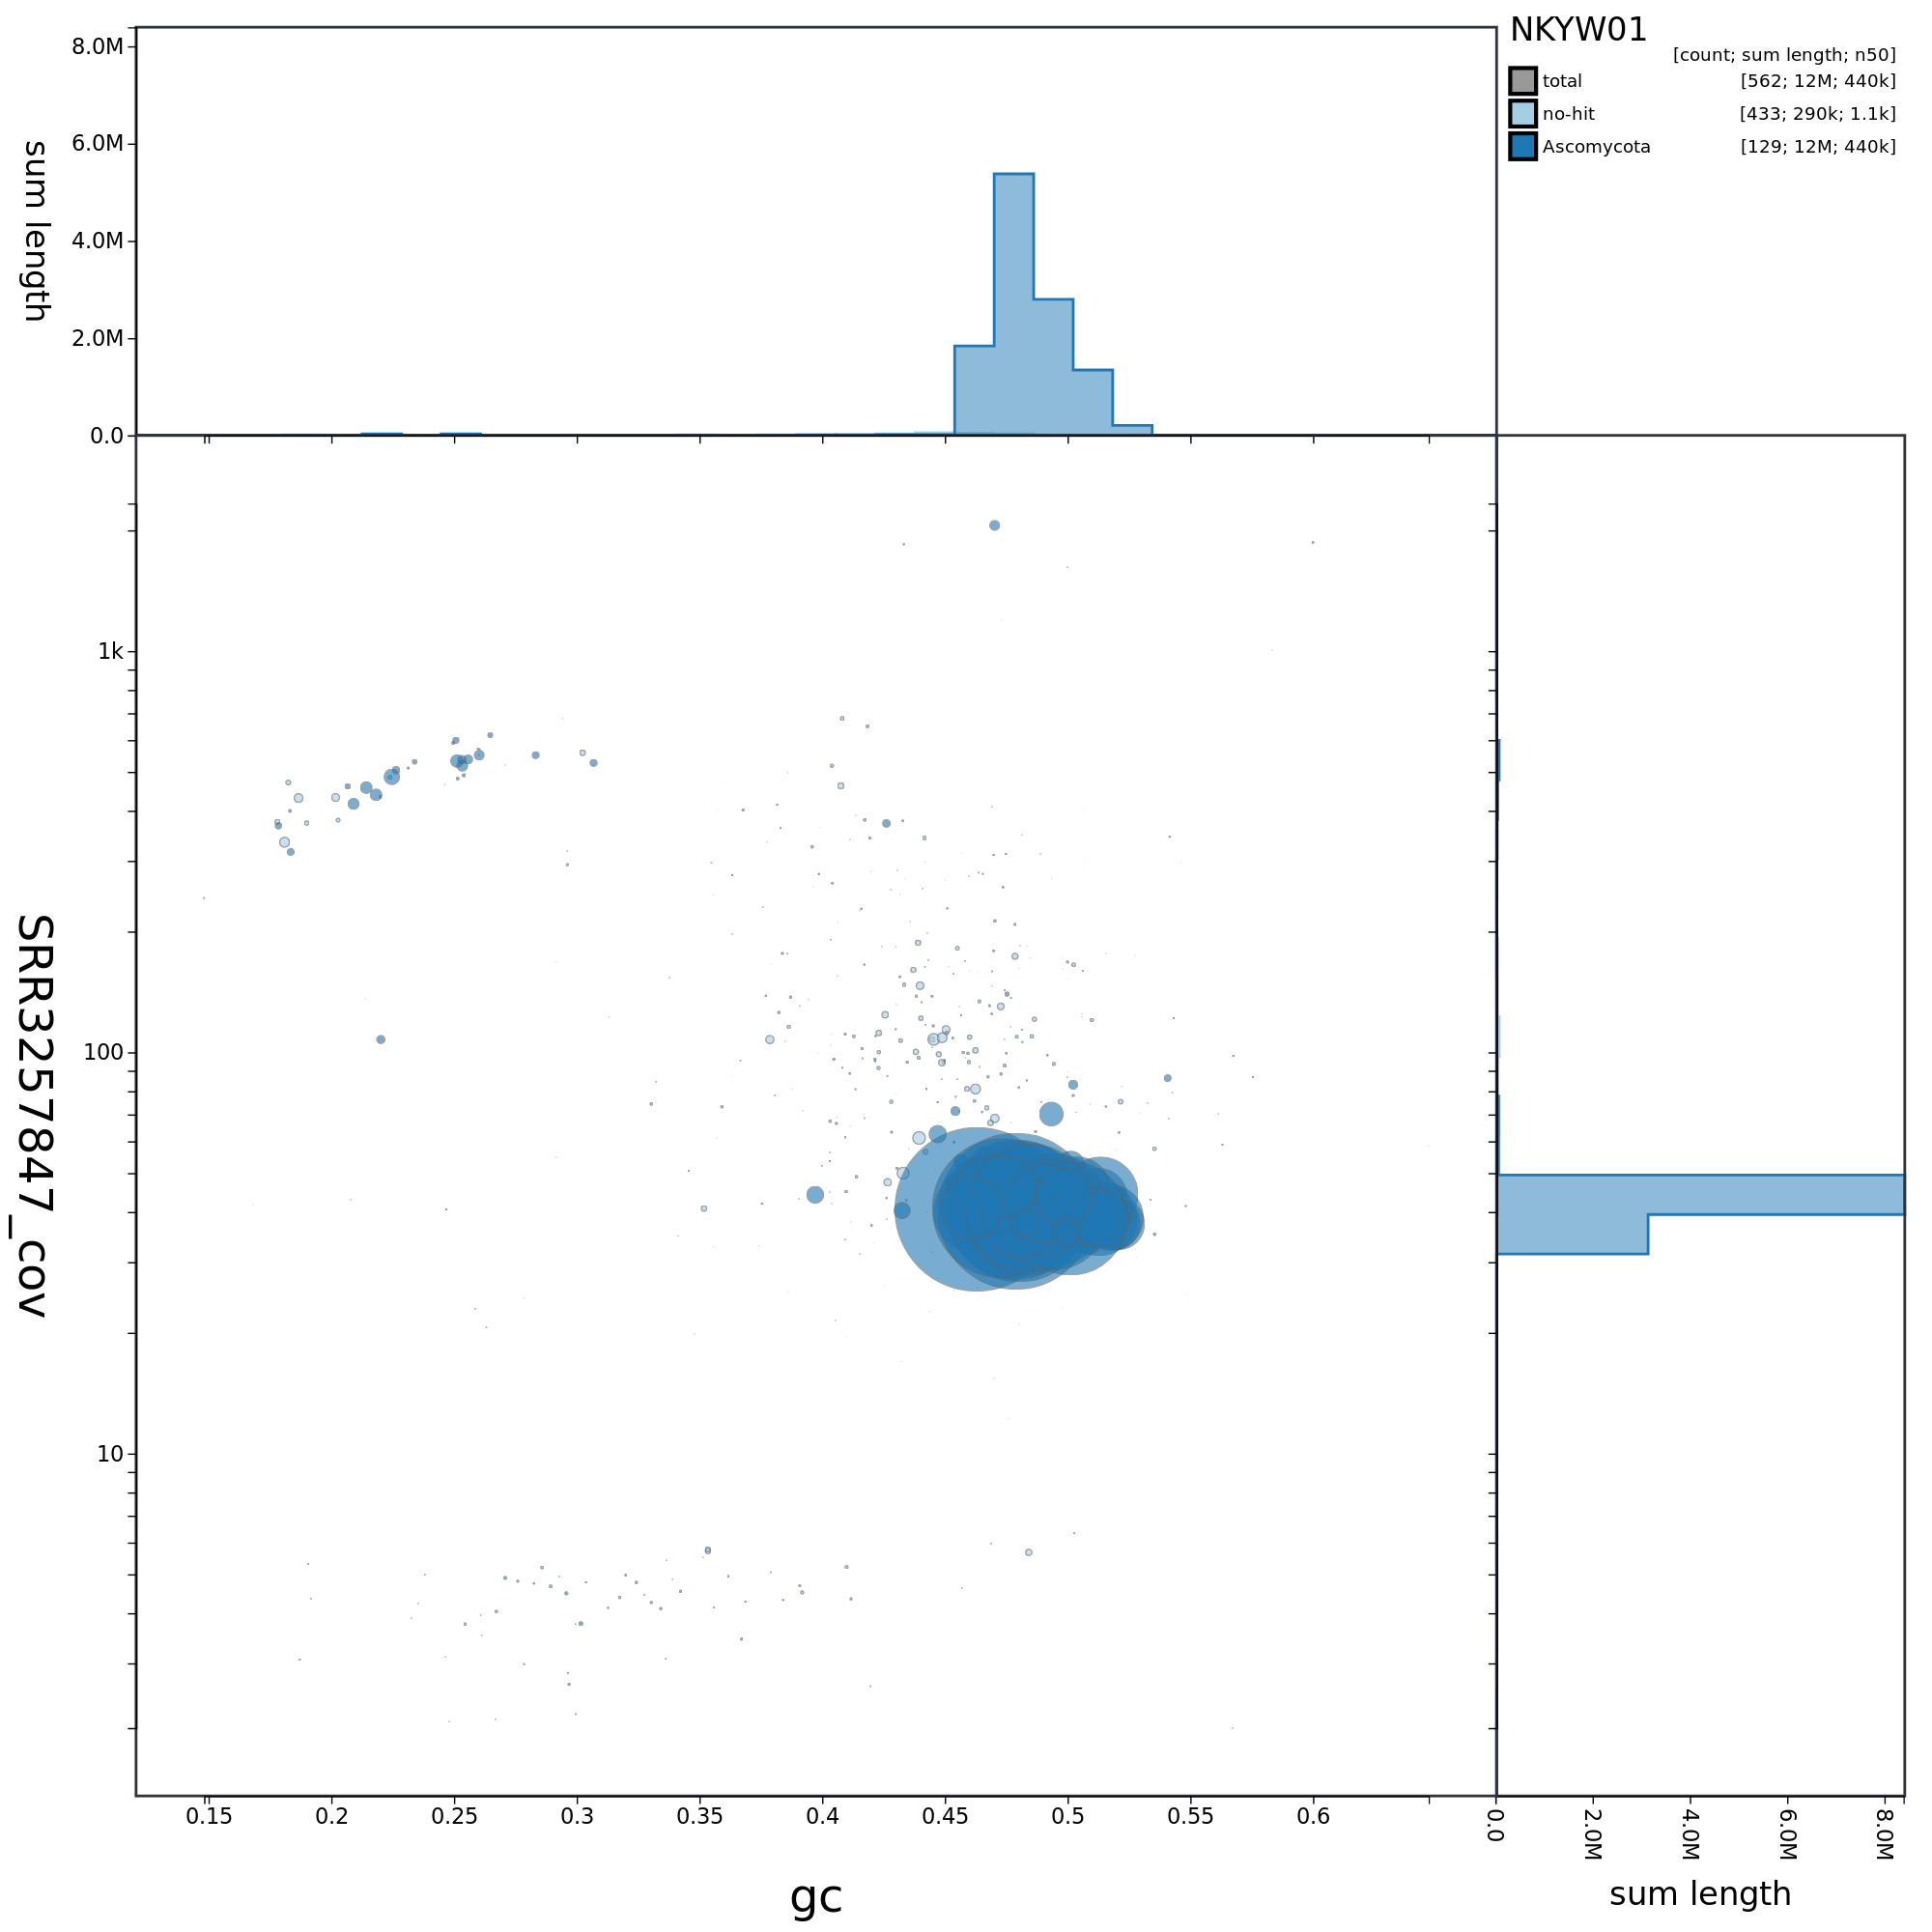 NKYW01
[count; sum length; n50]
total [562; 12M; 440k]
no-hit [433; 290k; 1.1k]
Ascomycota [129; 12M; 440k]
sum length
8.0M
6.0M
4.0M
2.0M
0.0
SRR3257847_cov
1k
100
10
0.15 0.2 0.25 0.3 0.35 0.4 0.45 0.5 0.55 0.6
gc
0.0 2.0M 4.0M 6.0M 8.0M
sum length